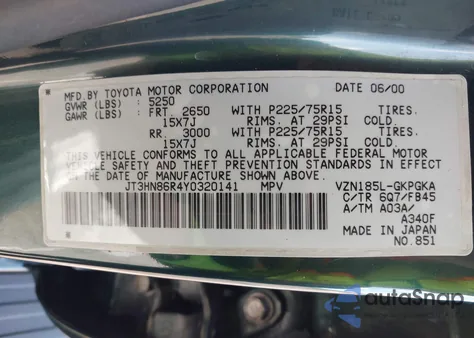 MFD.BY TOYOTA MOTOR CORPORATION DATE 06/00
GVWR (LBS) : 5250
GAWR (LBS) : FRT. 2650 WITH P225/75R15 TIRES.
15X7J RIMS. AT 29PSI COLD.
RR. 3000 WITH P225/75R15 TIRES.
15X7J RIMS. AT 29PSI COLD.
THIS VEHICLE CONFORMS TO ALL APPLICABLE FEDERAL MOTOR
VEHICLE SAFETY AND THEFT PREVENTION STANDARDS IN EFFECT
ON THE DATE OF MANUFACTURE SHOWN ABOVE.
JT3HN86R4Y0320141 MPV VZN185L-GKPGKA
C/TR 6Q7/FB45
A/TM A03A/
A340F
MADE IN JAPAN
NO.851
autoSnap